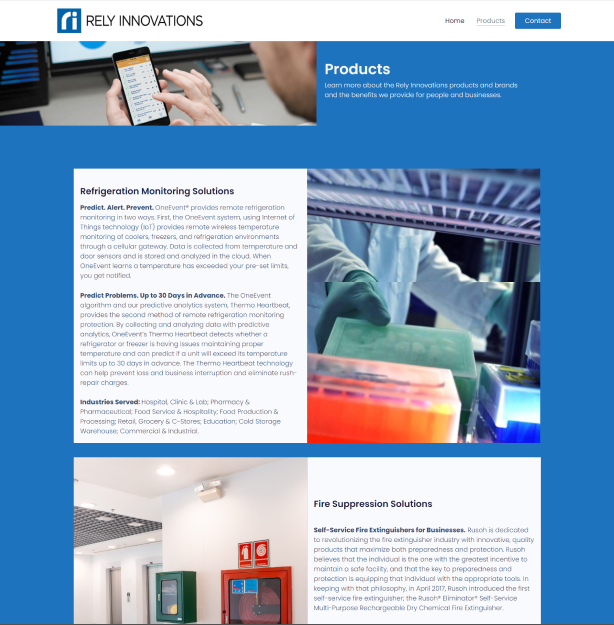 ri RELY INNOVATIONS
Home Products Contact
Products
Learn more about the Rely Innovations products and brands
and the benefits we provide for people and businesses.
Refrigeration Monitoring Solutions
Predict. Alert. Prevent. OneEvent® provides remote refrigeration
monitoring in two ways. First, the OneEvent system, using Internet of
Things technology (IoT) provides remote wireless temperature
monitoring of coolers, freezers, and refrigeration environments
through a cellular gateway. Data is collected from temperature and
door sensors and is stored and analyzed in the cloud. When
OneEvent learns a temperature has exceeded your pre-set limits,
you get notified.
Predict Problems. Up to 30 Days in Advance. The OneEvent
algorithm and our predictive analytics system, Thermo Heartbeat,
provides the second method of remote refrigeration monitoring
protection. By collecting and analyzing data with predictive
analytics, OneEvent's Thermo Heartbeat detects whether a
refrigerator or freezer is having issues maintaining proper
temperature and can predict if a unit will exceed its temperature
limits up to 30 days in advance. The Thermo Heartbeat technology
can help prevent loss and business interruption and eliminate rush-
repair charges.
Industries Served: Hospital, Clinic & Lab; Pharmacy &
Pharmaceutical; Food Service & Hospitality; Food Production &
Processing; Retail, Grocery & C-Stores; Education; Cold Storage
Warehouse; Commercial & Industrial.
Fire Suppression Solutions
Self-Service Fire Extinguishers for Businesses. Rusoh is dedicated
to revolutionizing the fire extinguisher industry with innovative, quality
products that maximize both preparedness and protection. Rusoh
believes that the individual is the one with the greatest incentive to
maintain a safe facility, and that the key to preparedness and
protection is equipping that individual with the appropriate tools. In
keeping with that philosophy, in April 2017, Rusoh introduced the first
self-service fire extinguisher; the Rusoh® Eliminator® Self-Service
Multi-Purpose Rechargeable Dry Chemical Fire Extinguisher.